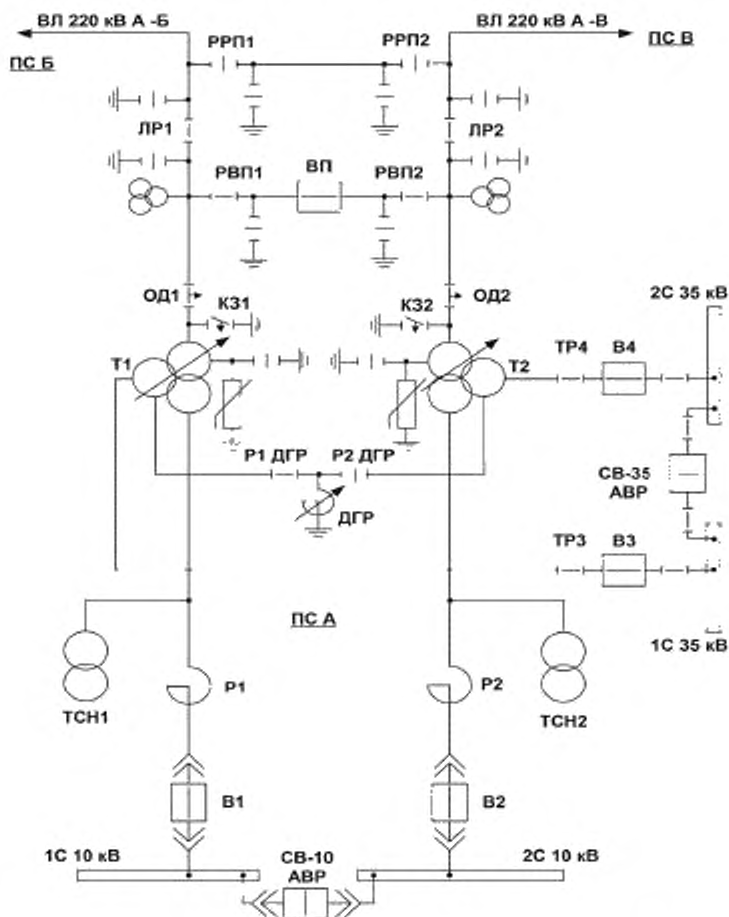 ВЛ 220 кВ А -Б
ВЛ 220 кВ А -В
ПС Б
РРП1
РРП2
ПС В
ЛР1
ЛР2
РВП1
ВП
РВП2
ОД1
КЗ1
КЗ2
ОД2
2С 35 кВ
Т1
Т2
ТР4
В4
Р1 ДГР
Р2 ДГР
СВ-35
АВР
ДГР
ТР3
В3
ПС А
1С 35 кВ
ТСН1
Р1
Р2
ТСН2
В1
В2
1С 10 кВ
СВ-10
АВР
2С 10 кВ